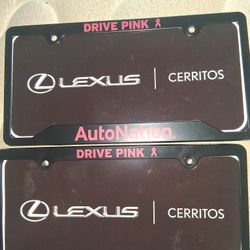 DRIVE PINK
LEXUS | CERRITOS
AutoNation
DRIVE PINK
LEXUS | CERRITOS